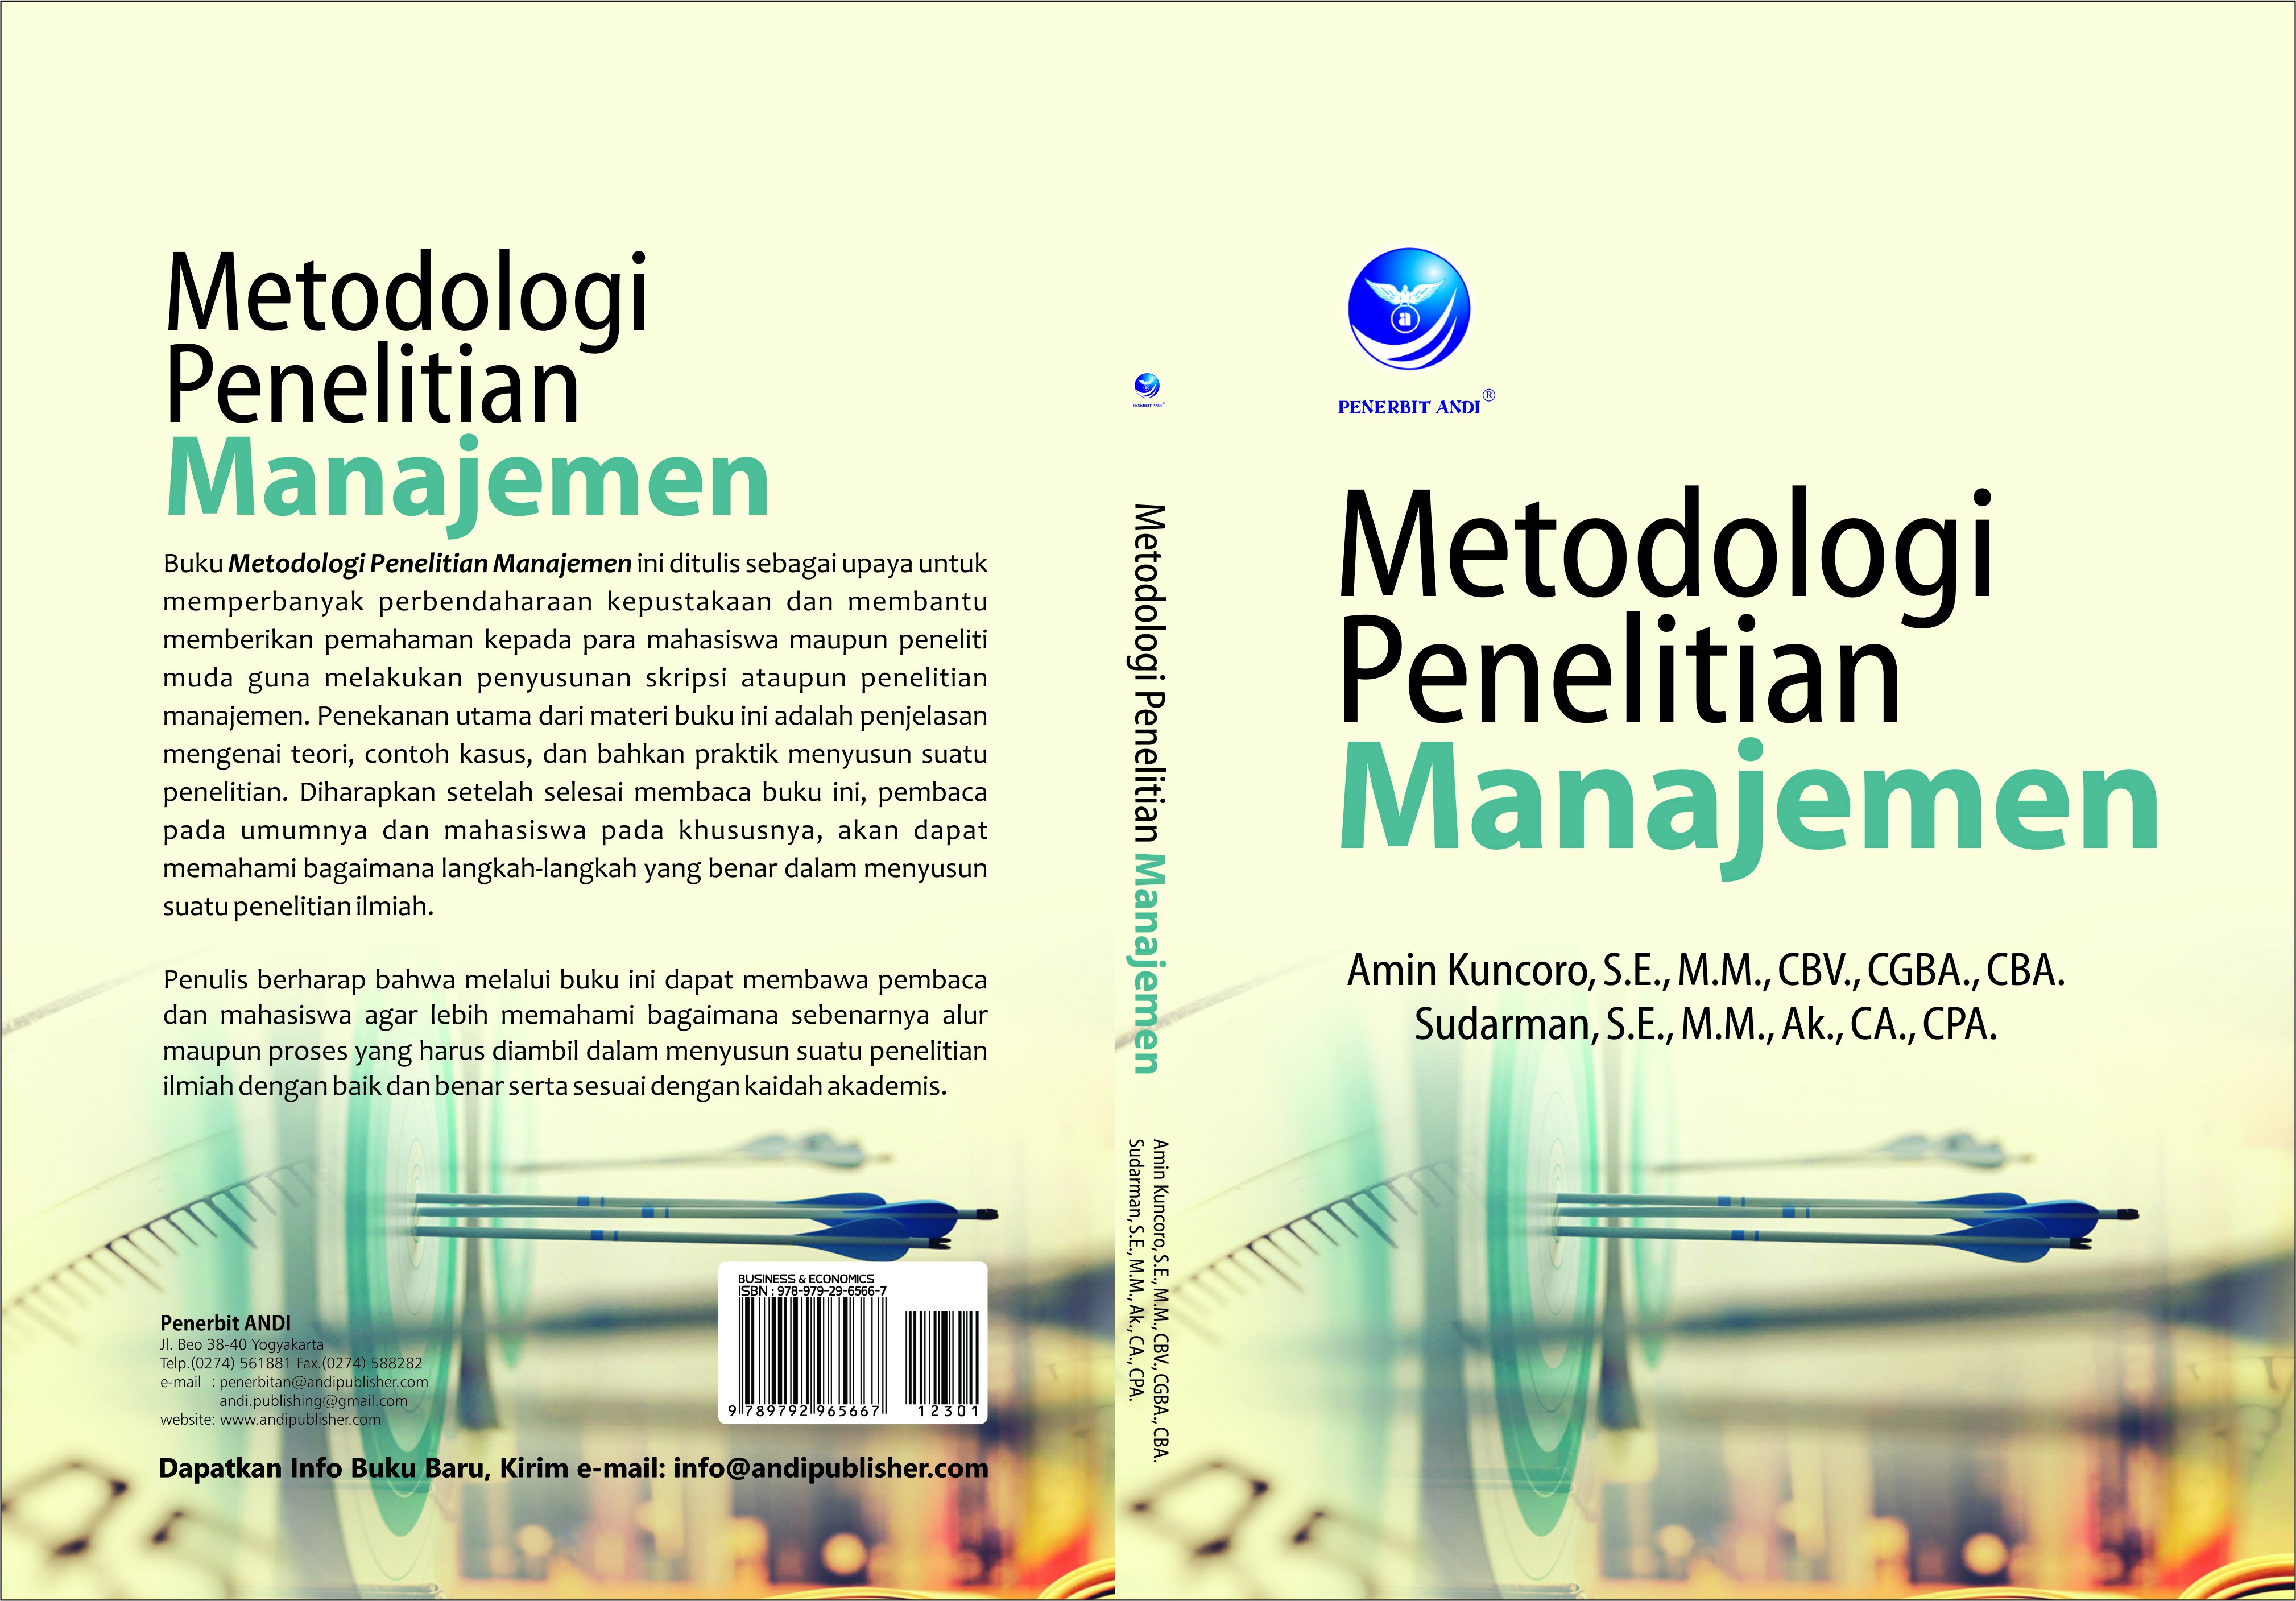 Metodologi
Penelitian
Manajemen
Buku Metodologi Penelitian Manajemen ini ditulis sebagai upaya untuk
memperbanyak perbendaharaan kepustakaan dan membantu
memberikan pemahaman kepada para mahasiswa maupun peneliti
muda guna melakukan penyusunan skripsi ataupun penelitian
manajemen. Penekanan utama dari materi buku ini adalah penjelasan
mengenai teori, contoh kasus, dan bahkan praktik menyusun suatu
penelitian. Diharapkan setelah selesai membaca buku ini, pembaca
pada umumnya dan mahasiswa pada khususnya, akan dapat
memahami bagaimana langkah-langkah yang benar dalam menyusun
suatu penelitian ilmiah.
Penulis berharap bahwa melalui buku ini dapat membawa pembaca
dan mahasiswa agar lebih memahami bagaimana sebenarnya alur
maupun proses yang harus diambil dalam menyusun suatu penelitian
ilmiah dengan baik dan benar serta sesuai dengan kaidah akademis.
Penerbit ANDI
Jl. Beo 38-40 Yogyakarta
Telp.(0274) 561881 Fax.(0274) 588282
e-mail : penerbitan@andipublisher.com
andi.publishing@gmail.com
website: www.andipublisher.com
BUSINESS & ECONOMICS
ISBN : 978-979-29-6566-7
9 789792 965667 12301
Dapatkan Info Buku Baru, Kirim e-mail: info@andipublisher.com
PENERBIT ANDI
Metodologi Penelitian Manajemen
Amin Kuncoro, S.E., M.M., CBV., CGBA., CBA.
Sudarman, S.E., M.M., Ak., CA., CPA.
a
PENERBIT ANDI®
Metodologi
Penelitian
Manajemen
Amin Kuncoro, S.E., M.M., CBV., CGBA., CBA.
Sudarman, S.E., M.M., Ak., CA., CPA.